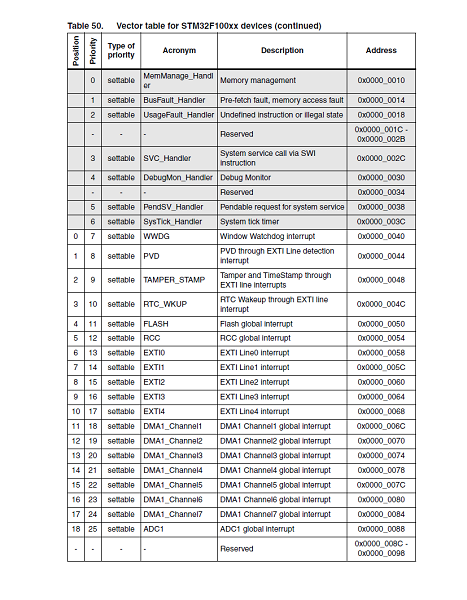 Table 50. Vector table for STM32F100xx devices (continued)
Position Priority Type of priority Acronym Description Address
0 settable MemManage_Handler Memory management 0x0000_0010
1 settable BusFault_Handler Pre-fetch fault, memory access fault 0x0000_0014
2 settable UsageFault_Handler Undefined instruction or illegal state 0x0000_0018
- - - Reserved 0x0000_001C - 0x0000_002B
3 settable SVC_Handler System service call via SWI instruction 0x0000_002C
4 settable DebugMon_Handler Debug Monitor 0x0000_0030
- - - Reserved 0x0000_0034
5 settable PendSV_Handler Pendable request for system service 0x0000_0038
6 settable SysTick_Handler System tick timer 0x0000_003C
0 7 settable WWDG Window Watchdog interrupt 0x0000_0040
1 8 settable PVD PVD through EXTI Line detection interrupt 0x0000_0044
2 9 settable TAMPER_STAMP Tamper and TimeStamp through EXTI line interrupts 0x0000_0048
3 10 settable RTC_WKUP RTC Wakeup through EXTI line interrupt 0x0000_004C
4 11 settable FLASH Flash global interrupt 0x0000_0050
5 12 settable RCC RCC global interrupt 0x0000_0054
6 13 settable EXTI0 EXTI Line0 interrupt 0x0000_0058
7 14 settable EXTI1 EXTI Line1 interrupt 0x0000_005C
8 15 settable EXTI2 EXTI Line2 interrupt 0x0000_0060
9 16 settable EXTI3 EXTI Line3 interrupt 0x0000_0064
10 17 settable EXTI4 EXTI Line4 interrupt 0x0000_0068
11 18 settable DMA1_Channel1 DMA1 Channel1 global interrupt 0x0000_006C
12 19 settable DMA1_Channel2 DMA1 Channel2 global interrupt 0x0000_0070
13 20 settable DMA1_Channel3 DMA1 Channel3 global interrupt 0x0000_0074
14 21 settable DMA1_Channel4 DMA1 Channel4 global interrupt 0x0000_0078
15 22 settable DMA1_Channel5 DMA1 Channel5 global interrupt 0x0000_007C
16 23 settable DMA1_Channel6 DMA1 Channel6 global interrupt 0x0000_0080
17 24 settable DMA1_Channel7 DMA1 Channel7 global interrupt 0x0000_0084
18 25 settable ADC1 ADC1 global interrupt 0x0000_0088
- - - - Reserved 0x0000_008C - 0x0000_0098